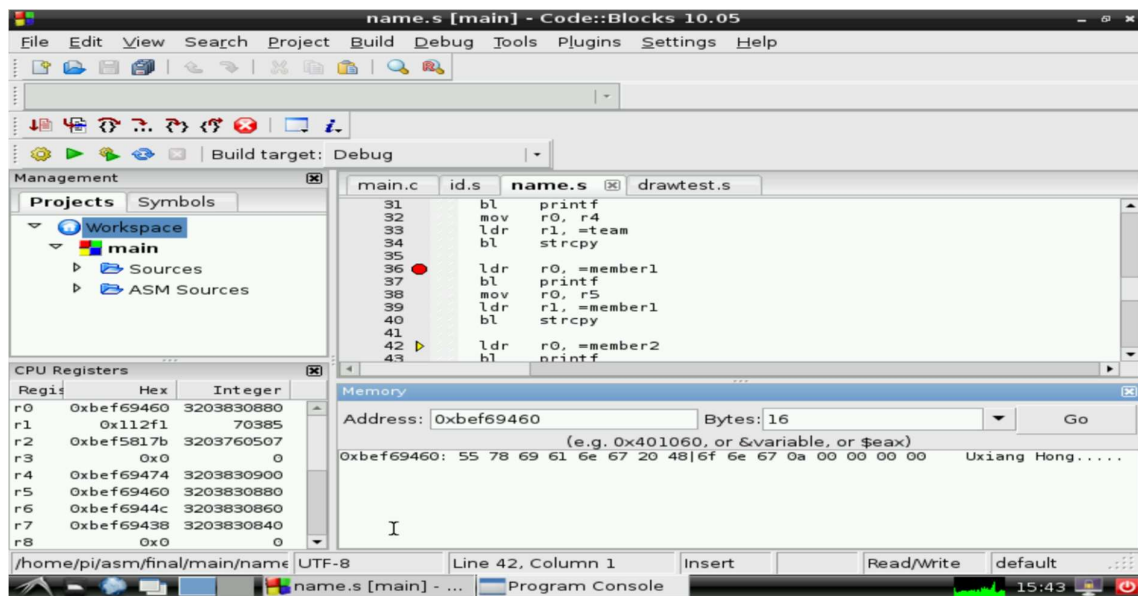 name.s [main] - Code::Blocks 10.05
File Edit View Search Project Build Debug Tools Plugins Settings Help
Build target: Debug
Management
Projects Symbols
Workspace
main
Sources
ASM Sources
main.c id.s name.s drawtest.s
31 bl printf
32 mov r0, r4
33 ldr r1, =team
34 bl strcpy
35
36 ldr r0, =member1
37 bl printf
38 mov r0, r5
39 ldr r1, =member1
40 bl strcpy
41
42 ldr r0, =member2
43 bl printf
CPU Registers
Regis Hex Integer
r0 0xbef69460 3203830880
r1 0x112f1 70385
r2 0xbef5817b 3203760507
r3 0x0 0
r4 0xbef69474 3203830900
r5 0xbef69460 3203830880
r6 0xbef6944c 3203830860
r7 0xbef69438 3203830840
r8 0x0 0
Memory
Address: 0xbef69460 Bytes: 16 Go
(e.g. 0x401060, or &variable, or $eax)
0xbef69460: 55 78 69 61 6e 67 20 48|6f 6e 67 0a 00 00 00 00 Uxiang Hong.....
/home/pi/asm/final/main/name UTF-8 Line 42, Column 1 Insert Read/Write default
name.s [main] - ... Program Console 15:43